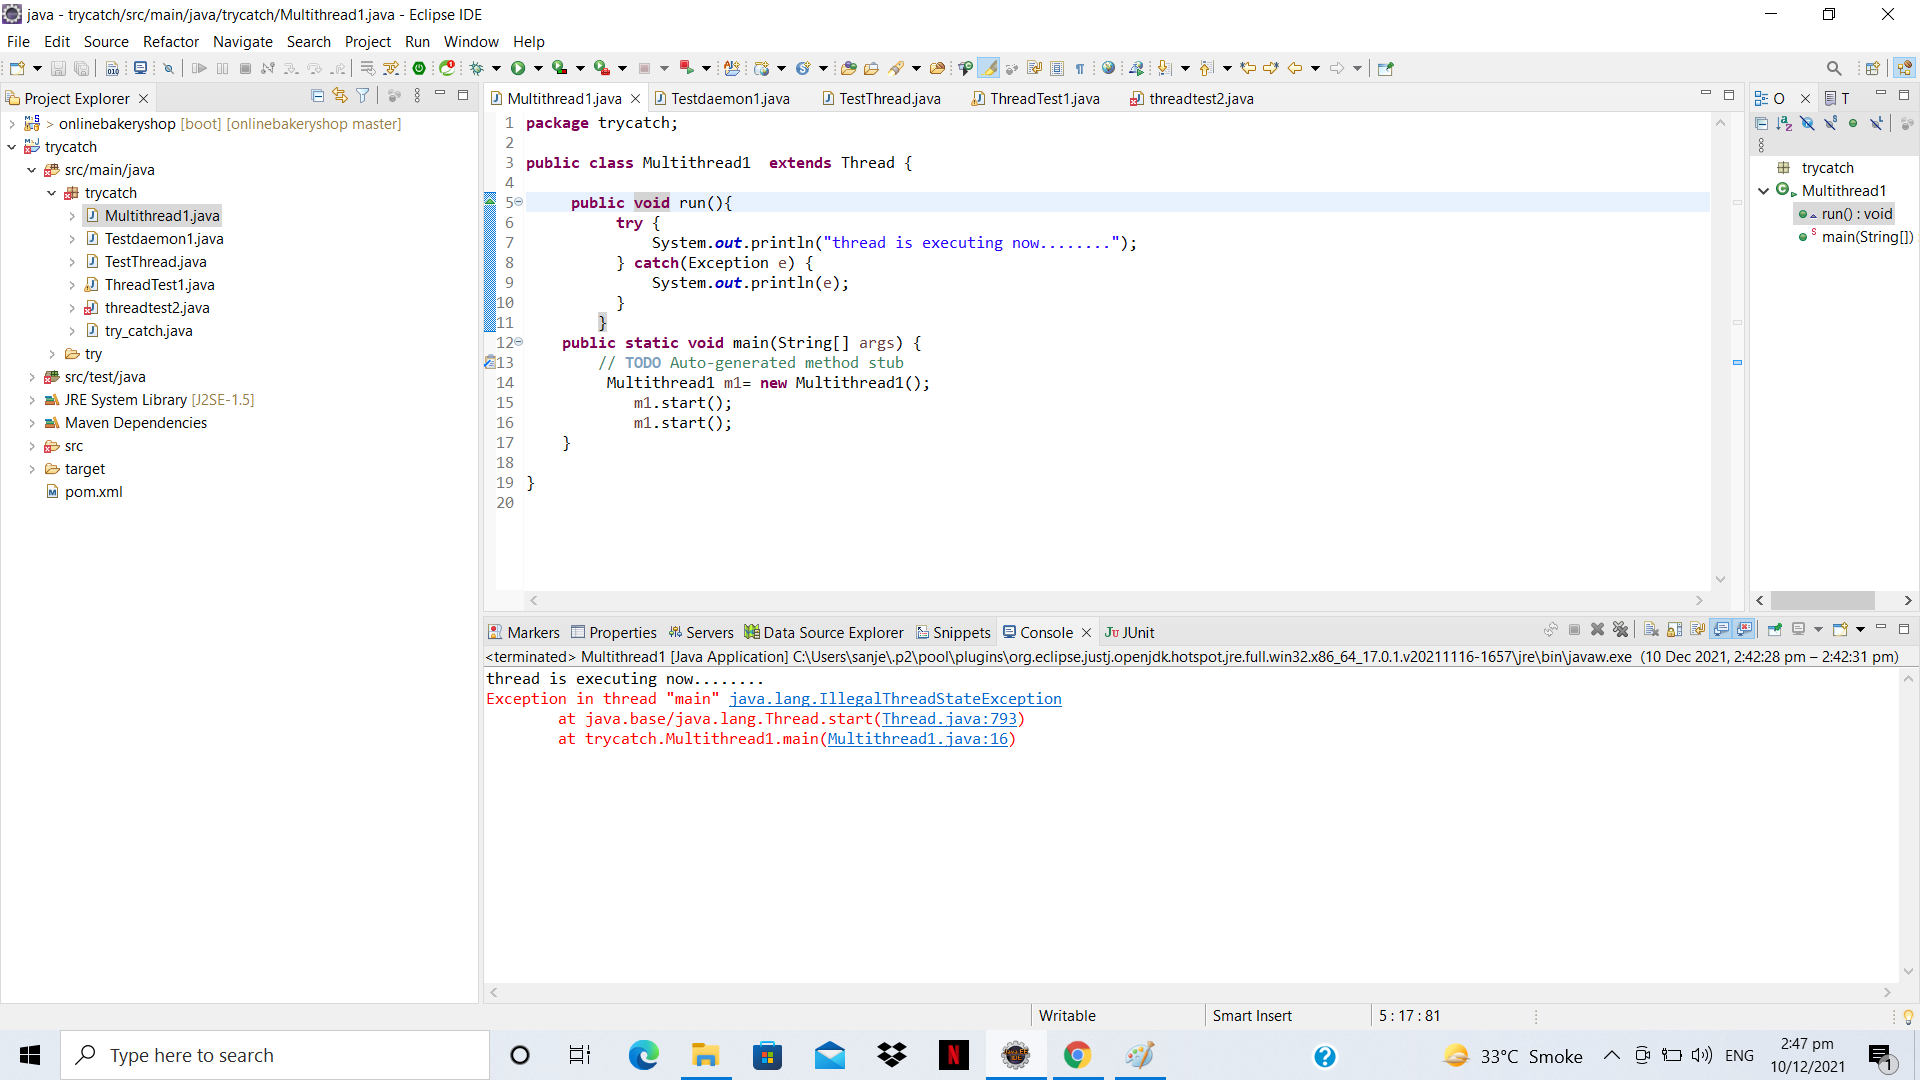 java - trycatch/src/main/java/trycatch/Multithread1.java - Eclipse IDE
File Edit Source Refactor Navigate Search Project Run Window Help
Project Explorer
> onlinebakeryshop [boot] [onlinebakeryshop master]
trycatch
src/main/java
trycatch
Multithread1.java
Testdaemon1.java
TestThread.java
ThreadTest1.java
threadtest2.java
try_catch.java
try
src/test/java
JRE System Library [J2SE-1.5]
Maven Dependencies
src
target
pom.xml
Multithread1.java Testdaemon1.java TestThread.java ThreadTest1.java threadtest2.java
1 package trycatch;
2
3 public class Multithread1  extends Thread {
4
5 public void run(){
6 try {
7 System.out.println("thread is executing now........");
8 } catch(Exception e) {
9 System.out.println(e);
10 }
11 }
12 public static void main(String[] args) {
13 // TODO Auto-generated method stub
14 Multithread1 m1= new Multithread1();
15 m1.start();
16 m1.start();
17 }
18
19 }
20
O T
trycatch
Multithread1
run() : void
main(String[])
Markers Properties Servers Data Source Explorer Snippets Console JUnit
<terminated> Multithread1 [Java Application] C:\Users\sanje\.p2\pool\plugins\org.eclipse.justj.openjdk.hotspot.jre.full.win32.x86_64_17.0.1.v20211116-1657\jre\bin\javaw.exe (10 Dec 2021, 2:42:28 pm – 2:42:31 pm)
thread is executing now........
Exception in thread "main" java.lang.IllegalThreadStateException
at java.base/java.lang.Thread.start(Thread.java:793)
at trycatch.Multithread1.main(Multithread1.java:16)
Writable Smart Insert 5 : 17 : 81
Type here to search
33°C Smoke ENG
2:47 pm
10/12/2021
1